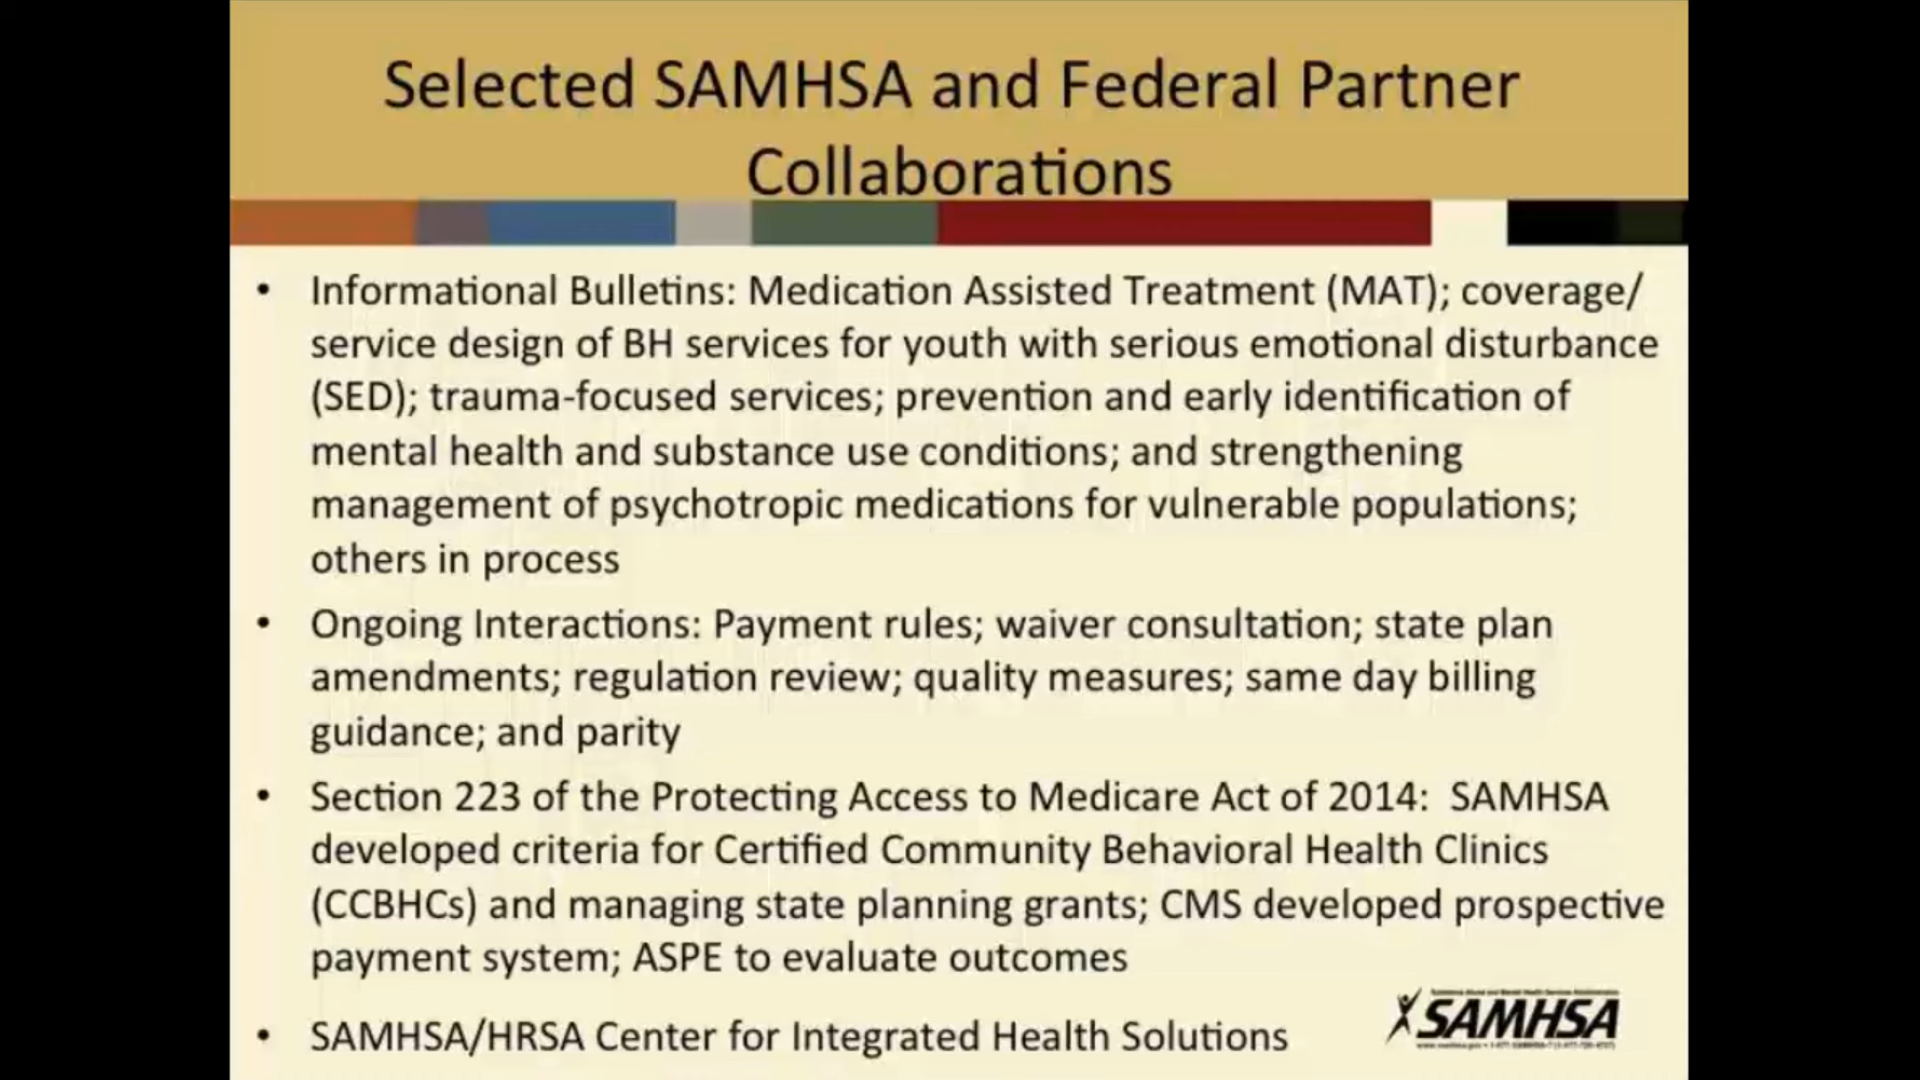 Selected SAMHSA and Federal Partner
Collaborations
• Informational Bulletins: Medication Assisted Treatment (MAT); coverage/
service design of BH services for youth with serious emotional disturbance
(SED); trauma-focused services; prevention and early identification of
mental health and substance use conditions; and strengthening
management of psychotropic medications for vulnerable populations;
others in process
• Ongoing Interactions: Payment rules; waiver consultation; state plan
amendments; regulation review; quality measures; same day billing
guidance; and parity
• Section 223 of the Protecting Access to Medicare Act of 2014:  SAMHSA
developed criteria for Certified Community Behavioral Health Clinics
(CCBHCs) and managing state planning grants; CMS developed prospective
payment system; ASPE to evaluate outcomes
• SAMHSA/HRSA Center for Integrated Health Solutions
SAMHSA